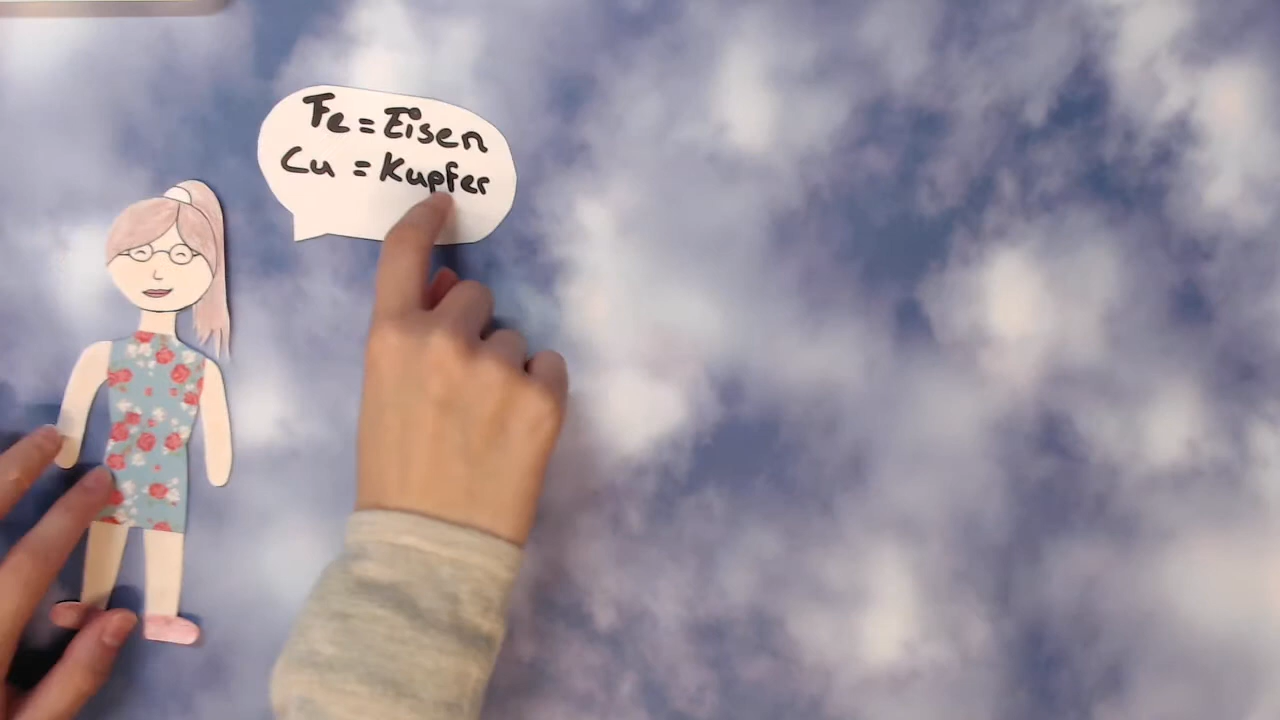 Fe = Eisen
Cu = Kupfer